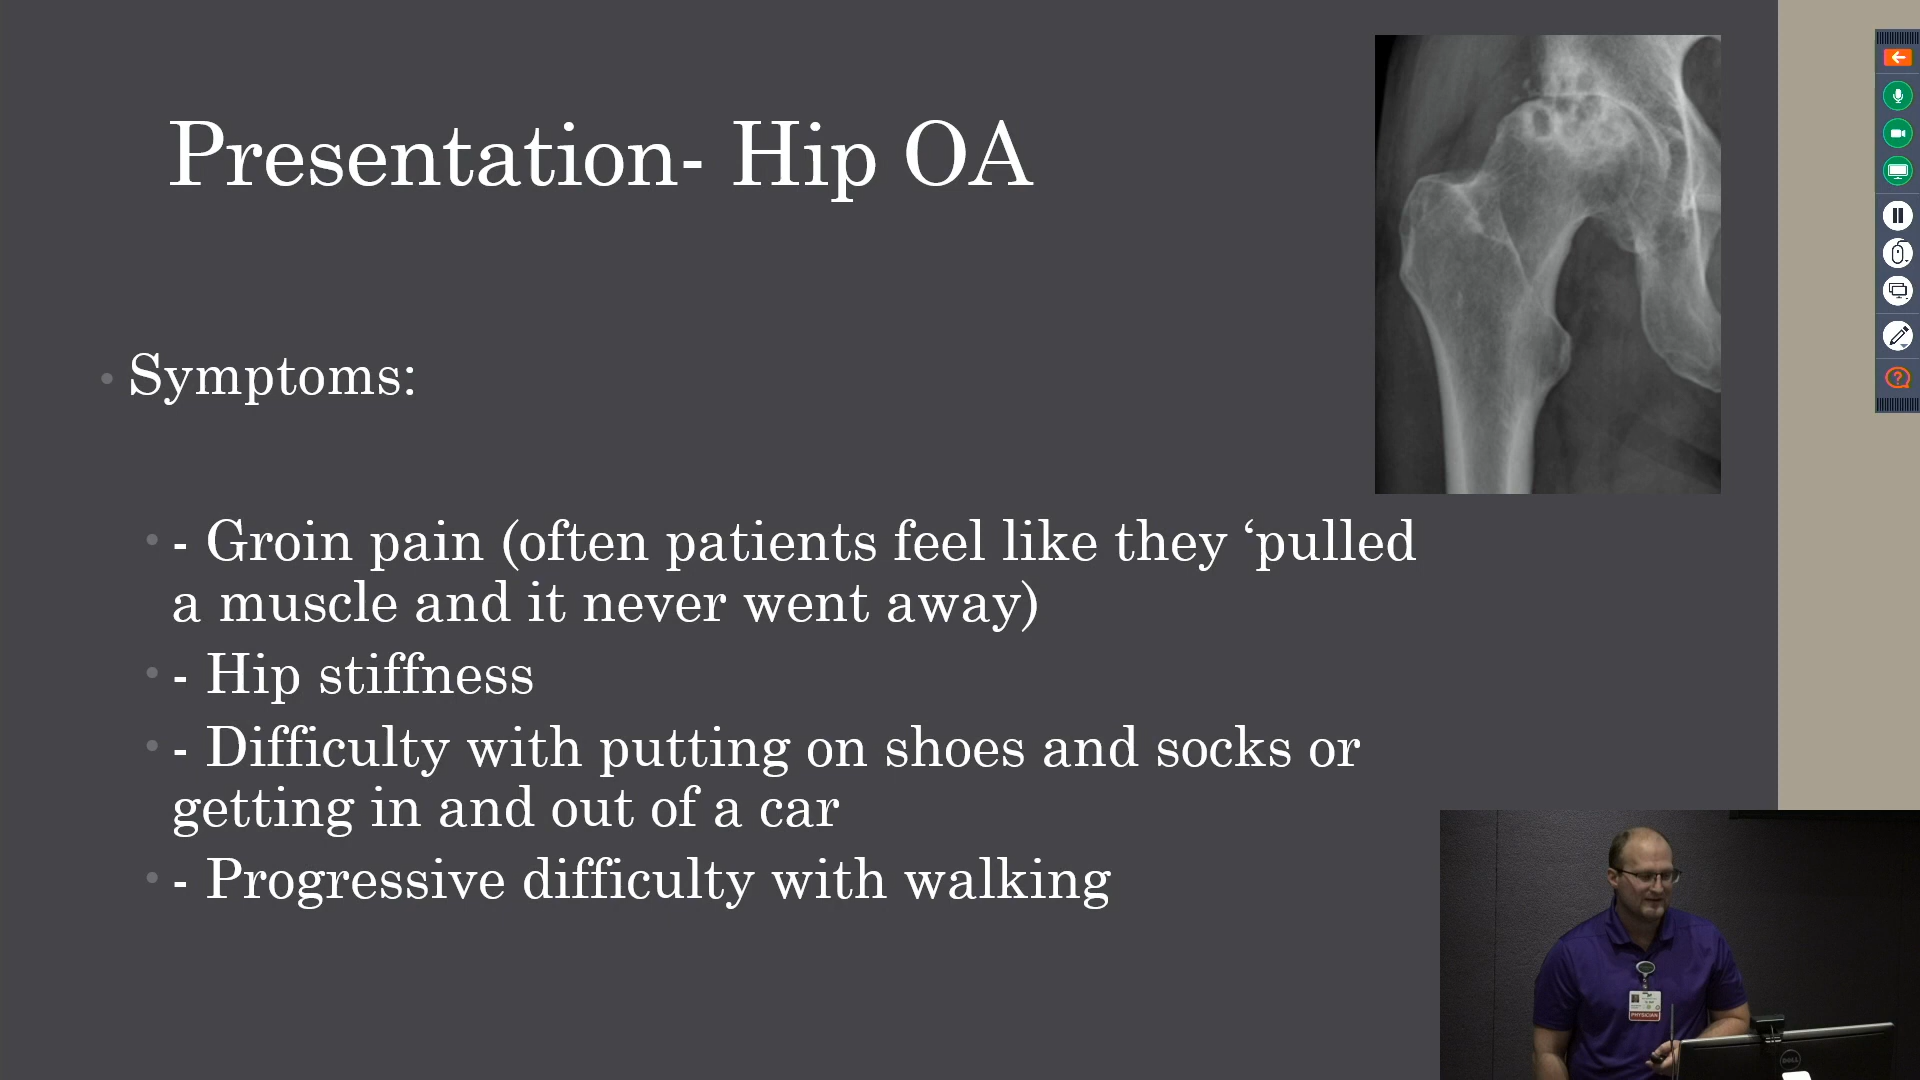 Presentation- Hip OA
• Symptoms:
• - Groin pain (often patients feel like they ‘pulled
a muscle and it never went away)
• - Hip stiffness
• - Difficulty with putting on shoes and socks or
getting in and out of a car
• - Progressive difficulty with walking
PHYSICIAN
DELL